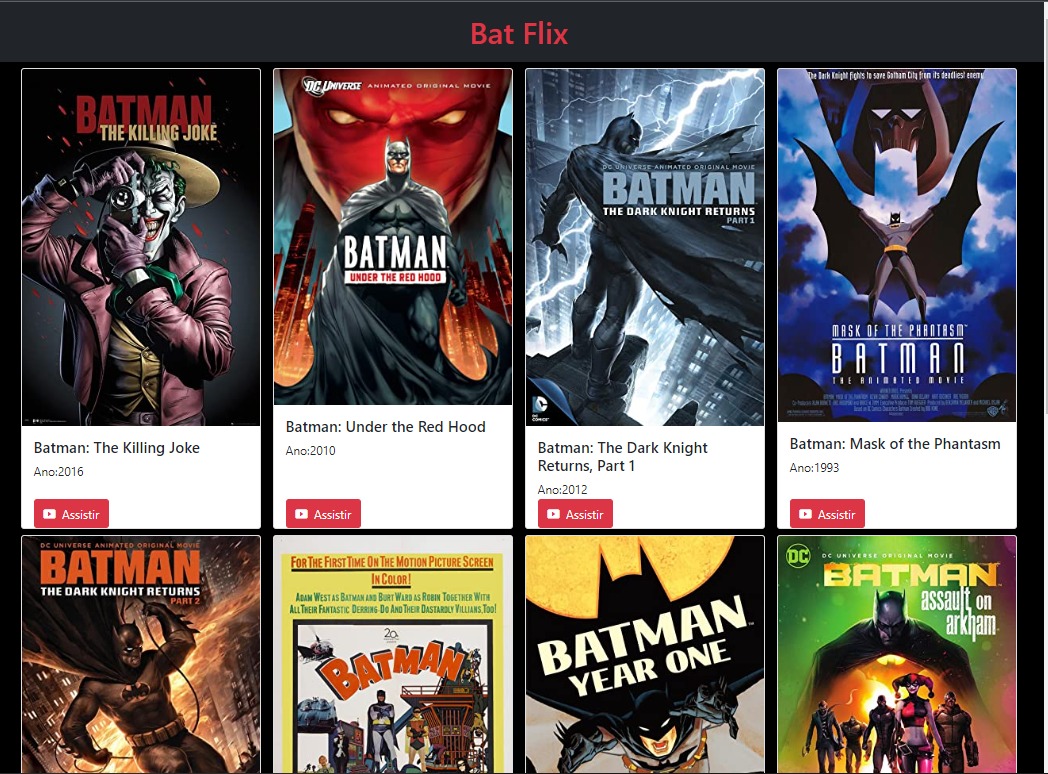 Bat Flix
BATMAN
THE KILLING JOKE
DC UNIVERSE ANIMATED ORIGINAL MOVIE
BATMAN
UNDER THE RED HOOD
DC UNIVERSE ANIMATED ORIGINAL MOVIE
BATMAN
THE DARK KNIGHT RETURNS
PART 1
DC
COMICS
The Dark Knight fights to save Gotham City from its deadliest enemy.
MASK OF THE PHANTASM
BATMAN
THE ANIMATED MOVIE
Batman: The Killing Joke
Ano:2016
Assistir
Batman: Under the Red Hood
Ano:2010
Assistir
Batman: The Dark Knight
Returns, Part 1
Ano:2012
Assistir
Batman: Mask of the Phantasm
Ano:1993
Assistir
DC UNIVERSE ANIMATED ORIGINAL MOVIE
BATMAN
THE DARK KNIGHT RETURNS
PART 2
FOR THE FIRST TIME ON THE MOTION PICTURE SCREEN
IN COLOR!
ADAM WEST AS BATMAN AND BURT WARD AS ROBIN TOGETHER WITH
ALL THEIR FANTASTIC DERRING-DO AND THEIR DASTARDLY VILLIANS, TOO!
BATMAN
BATMAN
YEAR ONE
DC
DC UNIVERSE ORIGINAL MOVIE
BATMAN
assault on
arkham